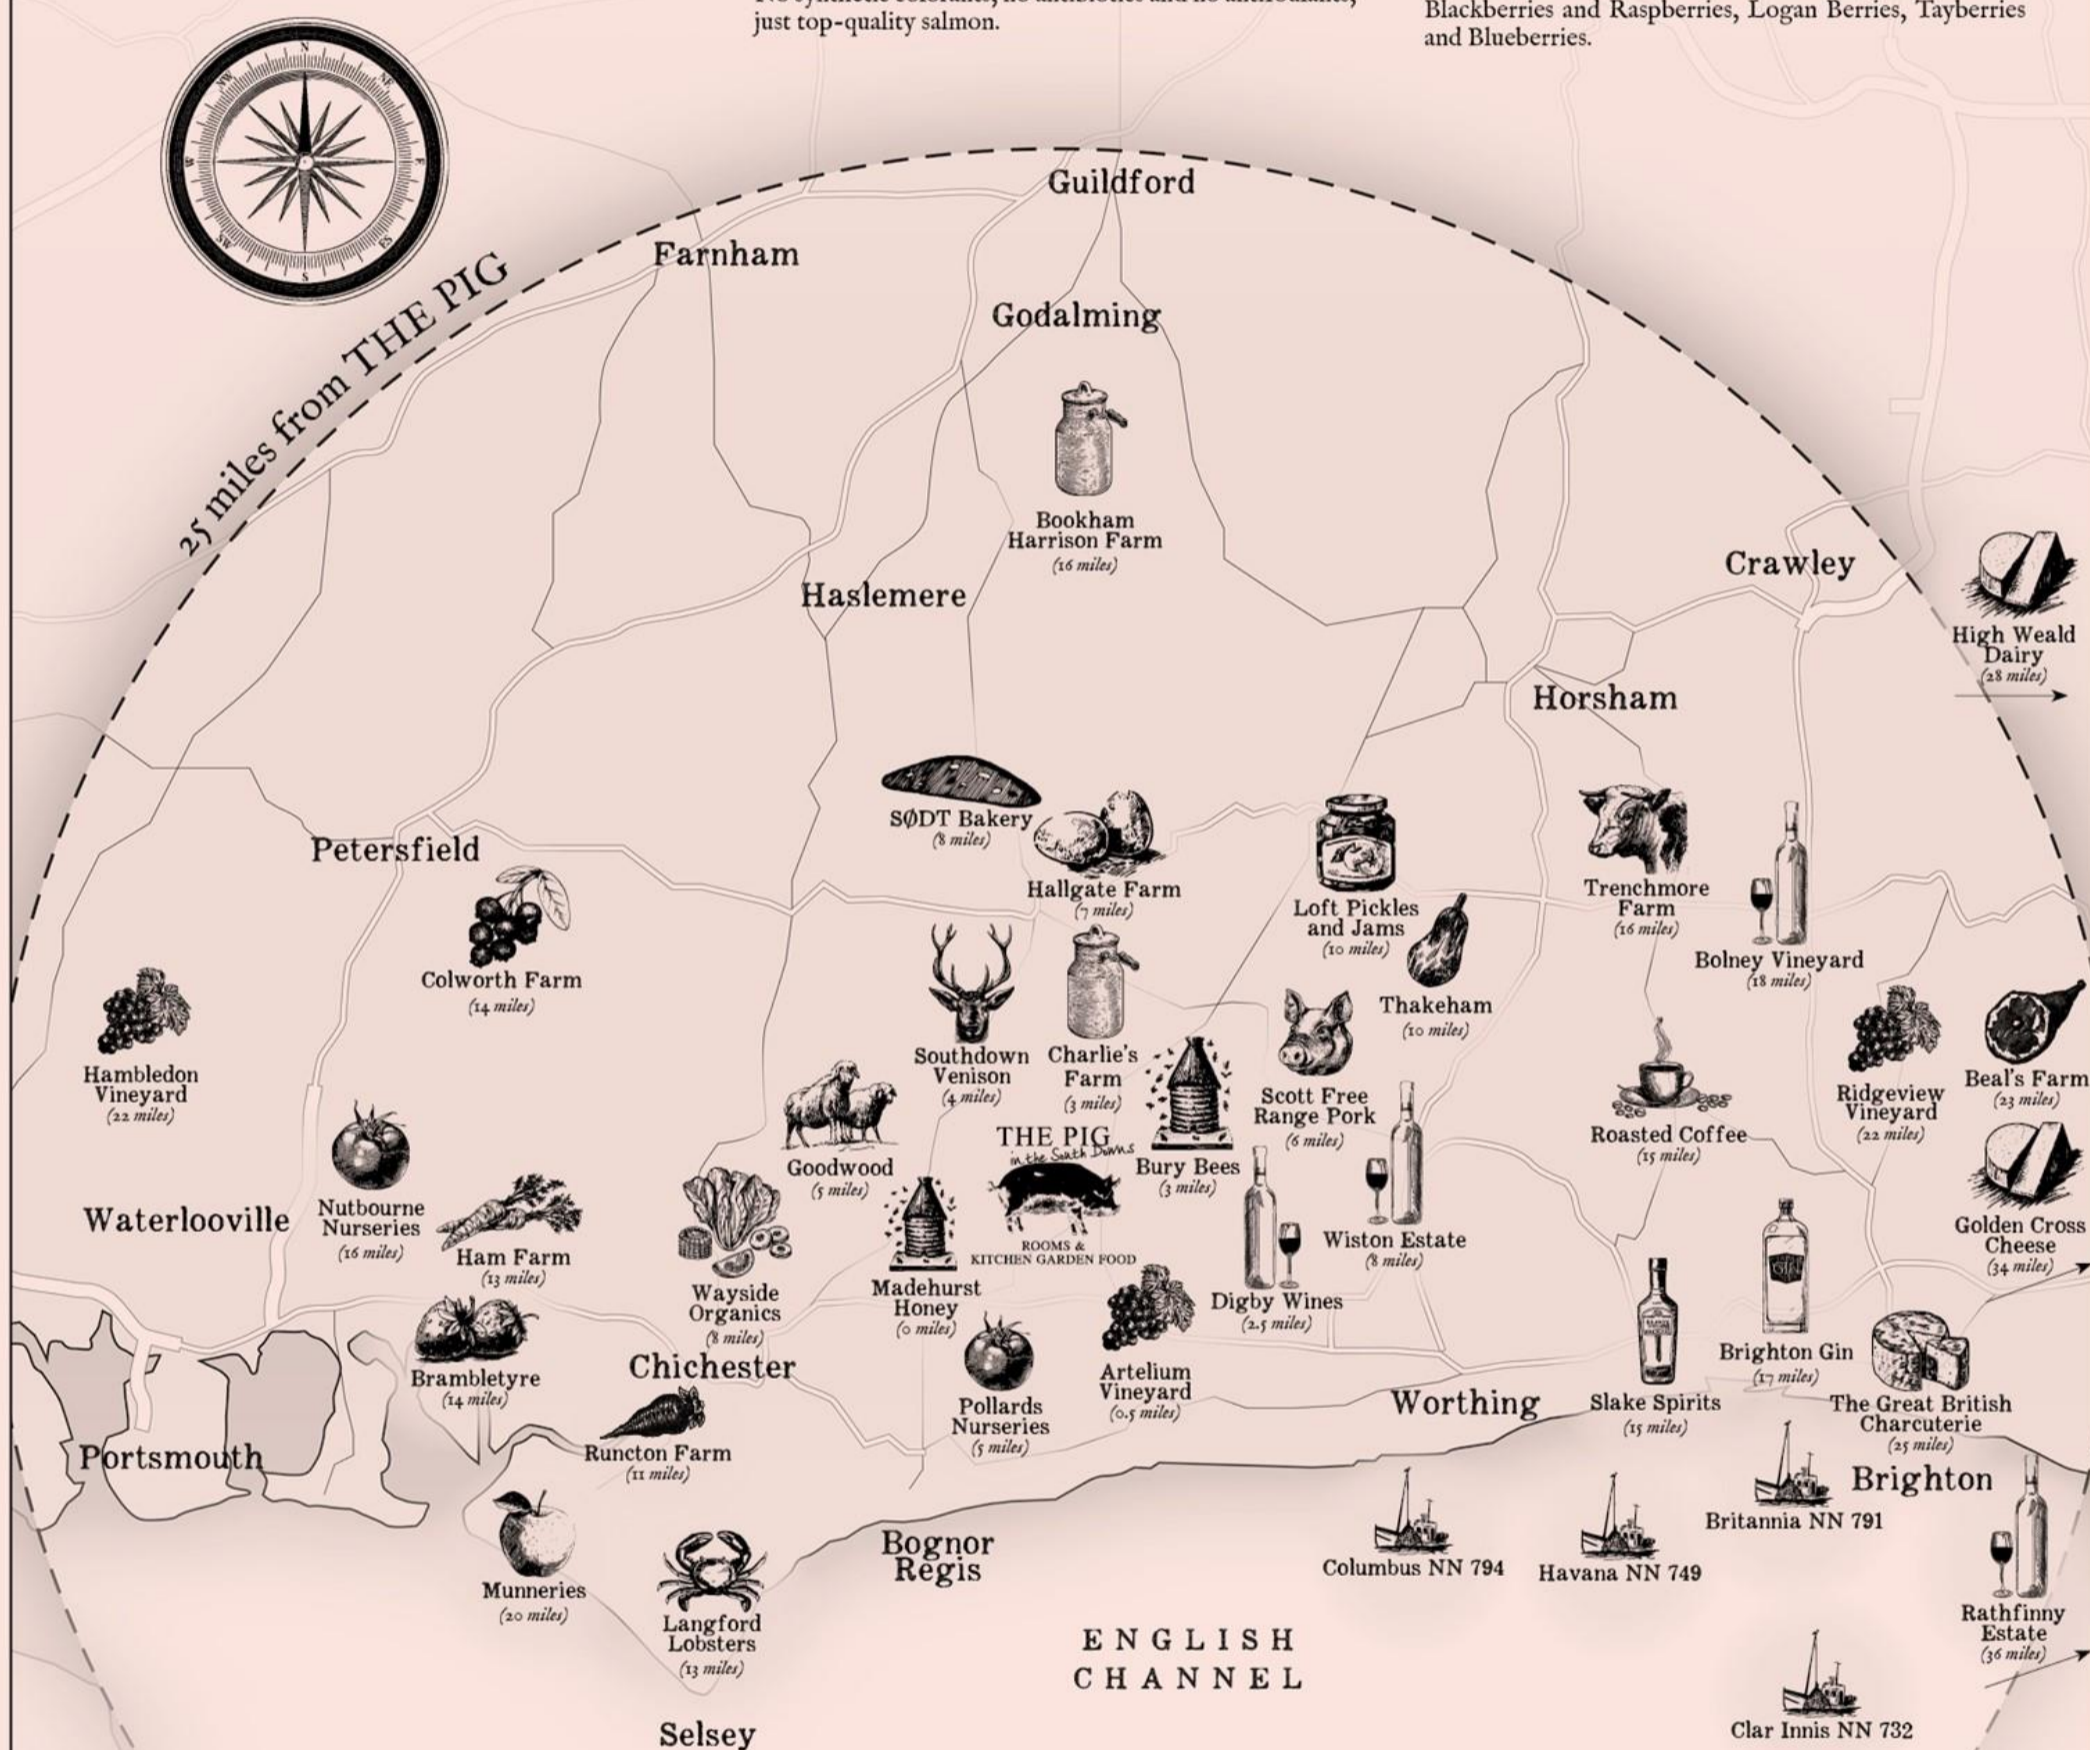 just top-quality salmon.
Blackberries and Raspberries, Logan Berries, Tayberries
and Blueberries.
N
NE
E
ES
S
SW
W
NW
25 miles from THE PIG
Guildford
Farnham
Godalming
Bookham
Harrison Farm
(16 miles)
Haslemere
Crawley
High Weald
Dairy
(28 miles)
Horsham
SØDT Bakery
(8 miles)
Hallgate Farm
(7 miles)
Petersfield
Colworth Farm
(14 miles)
Loft Pickles
and Jams
(10 miles)
Trenchmore
Farm
(16 miles)
Bolney Vineyard
(18 miles)
Thakeham
(10 miles)
Hambledon
Vineyard
(22 miles)
Southdown
Venison
(4 miles)
Charlie's
Farm
(3 miles)
Scott Free
Range Pork
(6 miles)
Roasted Coffee
(15 miles)
Ridgeview
Vineyard
(22 miles)
Beal's Farm
(23 miles)
Goodwood
(5 miles)
THE PIG
in the South Downs
ROOMS &
KITCHEN GARDEN FOOD
Bury Bees
(3 miles)
Waterlooville
Nutbourne
Nurseries
(16 miles)
Ham Farm
(13 miles)
Wiston Estate
(8 miles)
Golden Cross
Cheese
(34 miles)
Wayside
Organics
(8 miles)
Madehurst
Honey
(0 miles)
Digby Wines
(2.5 miles)
GIN
Brighton Gin
(17 miles)
Brambletyre
(14 miles)
Chichester
Pollards
Nurseries
(5 miles)
Artelium
Vineyard
(0.5 miles)
Worthing
Slake Spirits
(15 miles)
The Great British
Charcuterie
(25 miles)
Portsmouth
Runcton Farm
(11 miles)
Brighton
Britannia NN 791
Columbus NN 794
Havana NN 749
Bognor
Regis
Munneries
(20 miles)
Langford
Lobsters
(13 miles)
Rathfinny
Estate
(36 miles)
ENGLISH
CHANNEL
Clar Innis NN 732
Selsey